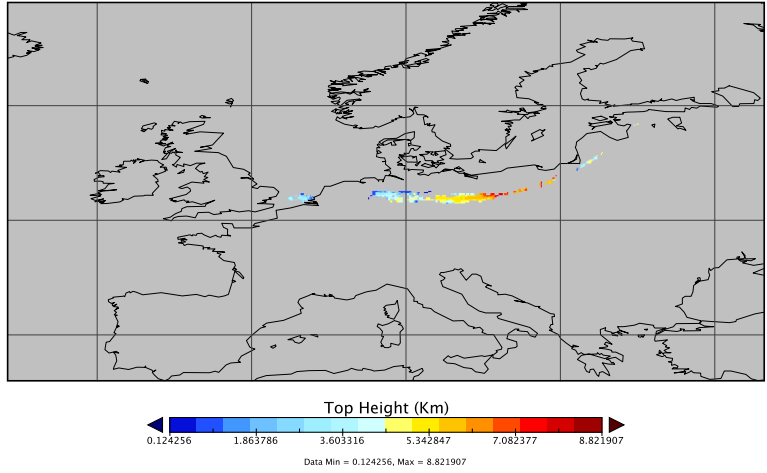 Top Height (Km)
0.124256 1.863786 3.603316 5.342847 7.082377 8.821907
Data Min = 0.124256, Max = 8.821907